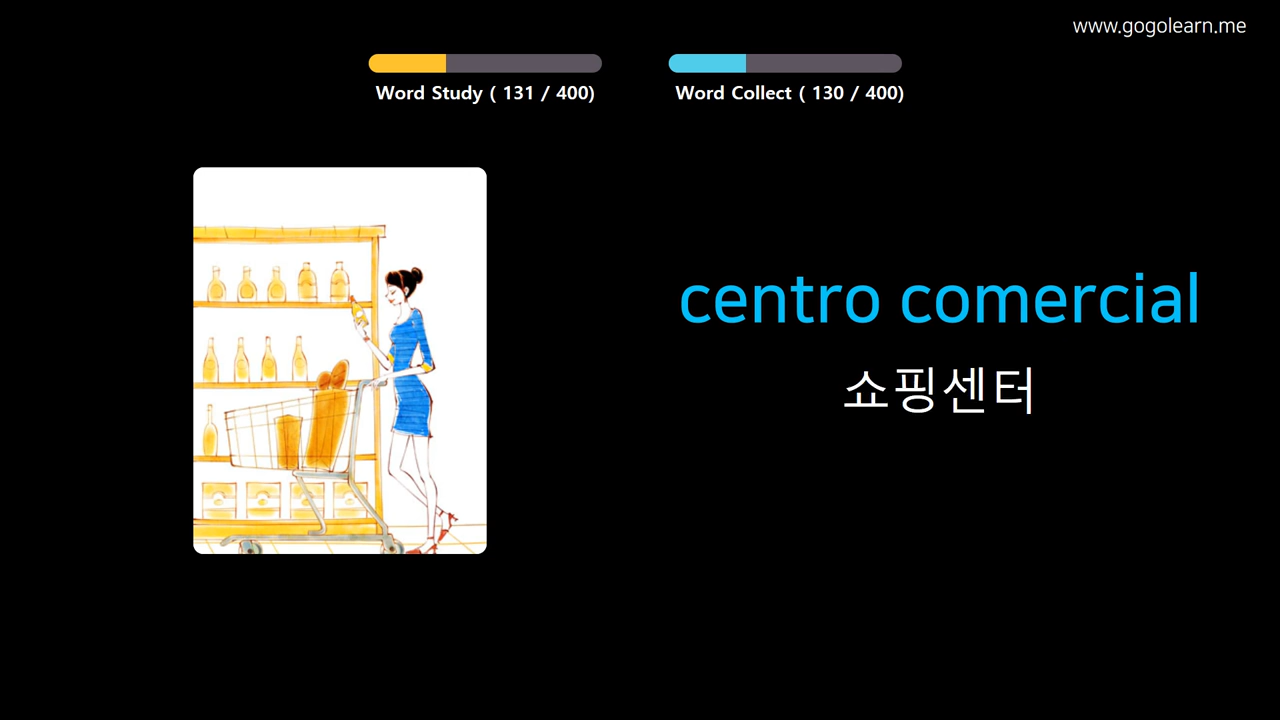 www.gogolearn.me
Word Study ( 131 / 400)
Word Collect ( 130 / 400)
centro comercial
쇼핑센터